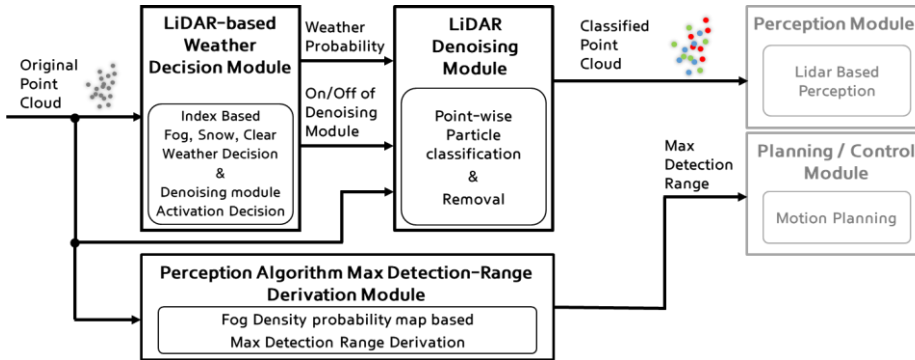 Original
Point
Cloud
LiDAR-based
Weather
Decision Module
Index Based
Fog, Snow, Clear
Weather Decision
&
Denoising module
Activation Decision
Weather
Probability
On/Off of
Denoising
Module
LiDAR
Denoising
Module
Point-wise
Particle
classification
&
Removal
Classified
Point
Cloud
Perception Module
Lidar Based
Perception
Max
Detection
Range
Planning / Control
Module
Motion Planning
Perception Algorithm Max Detection-Range
Derivation Module
Fog Density probability map based
Max Detection Range Derivation